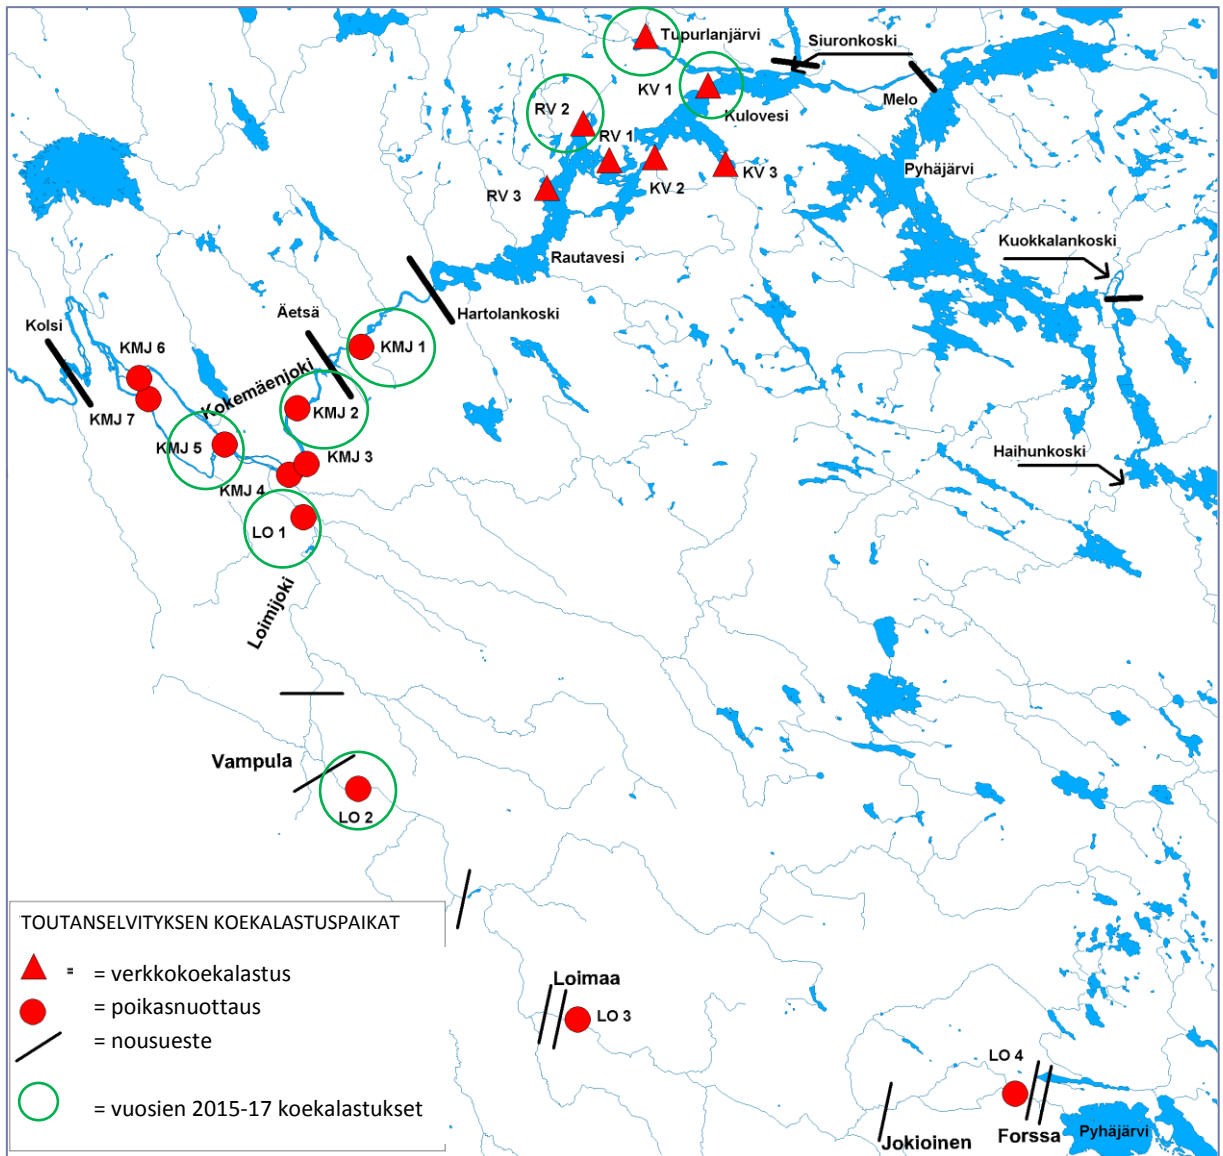 Tupurlanjärvi
Siuronkoski
KV 1
Melo
RV 2
Kulovesi
RV 1
Pyhäjärvi
KV 2
KV 3
RV 3
Kuokkalankoski
Rautavesi
Äetsä
Hartolankoski
Kolsi
KMJ 6
KMJ 1
Kokemäenjoki
KMJ 7
KMJ 2
KMJ 5
KMJ 3
Haihunkoski
KMJ 4
LO 1
Loimijoki
Vampula
LO 2
TOUTANSELVITYKSEN KOEKALASTUSPAIKAT
= = verkkokoekalastus
= poikasnuottaus
= nousueste
= vuosien 2015-17 koekalastukset
Loimaa
LO 3
LO 4
Jokioinen
Forssa
Pyhäjärvi